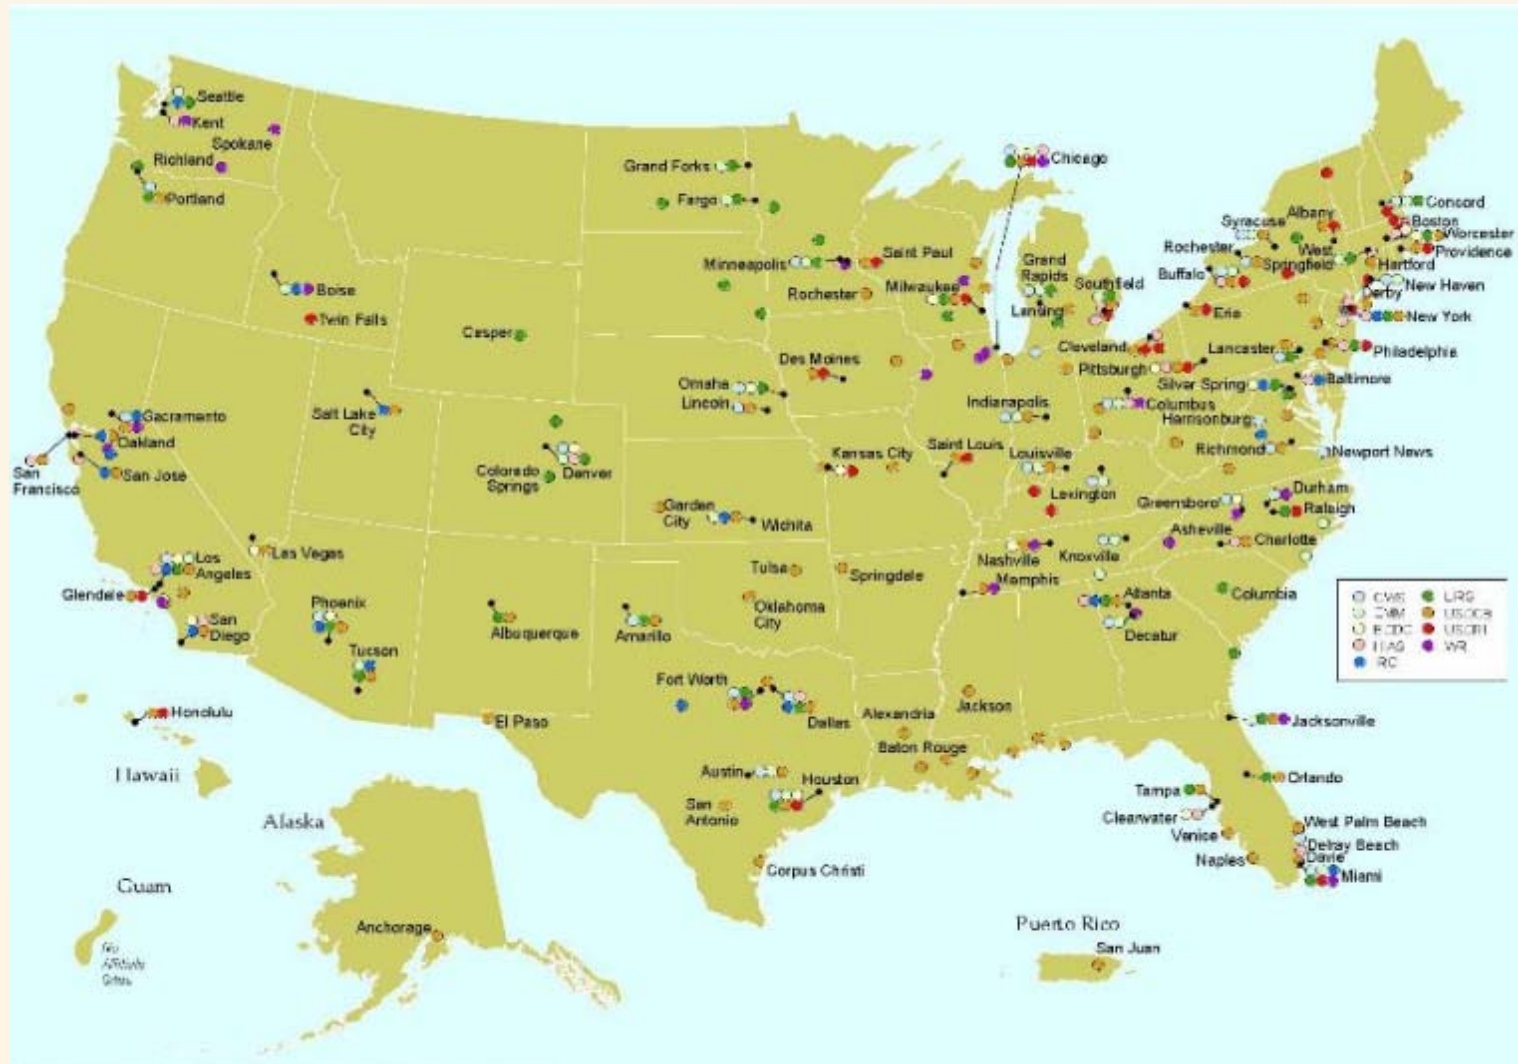 Seattle
Kent
Spokane
Richland
Portland
Boise
Twin Falls
Casper
Salt Lake
City
Sacramento
Oakland
San
Francisco
San Jose
Las Vegas
Los
Angeles
Glendale
San
Diego
Phoenix
Tucson
Albuquerque
Colorado
Springs
Denver
Grand Forks
Fargo
Minneapolis
Saint Paul
Rochester
Milwaukee
Chicago
Grand
Rapids
Lansing
Southfield
Des Moines
Omaha
Lincoln
Kansas City
Saint Louis
Garden
City
Wichita
Tulsa
Oklahoma
City
Springdale
Amarillo
Fort Worth
Dallas
El Paso
Austin
San
Antonio
Houston
Corpus Christi
Alexandria
Baton Rouge
Jackson
Memphis
Nashville
Knoxville
Louisville
Lexington
Indianapolis
Columbus
Cleveland
Pittsburgh
Erie
Buffalo
Rochester
Syracuse
Albany
West
Springfield
Concord
Boston
Worcester
Providence
Hartford
New Haven
Derby
New York
Philadelphia
Lancaster
Baltimore
Silver Spring
Harrisonburg
Richmond
Newport News
Greensboro
Durham
Raleigh
Asheville
Charlotte
Columbia
Atlanta
Decatur
Jacksonville
Orlando
Tampa
Clearwater
Venice
Naples
West Palm Beach
Delray Beach
Davie
Miami
Honolulu
Hawaii
Alaska
Anchorage
Guam
No
Affiliate
Sites
Puerto Rico
San Juan
CWS
EMM
ECDC
HIAS
IRC
LIRS
USCCB
USCRI
WR